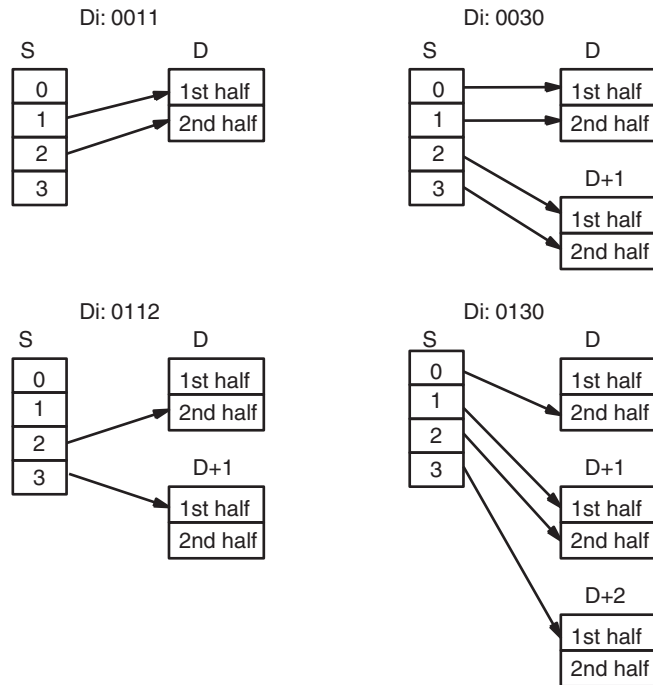 Di: 0011
S D
0
1
2
3
1st half
2nd half
Di: 0030
S D
0
1
2
3
1st half
2nd half
D+1
1st half
2nd half
Di: 0112
S D
0
1
2
3
1st half
2nd half
D+1
1st half
2nd half
Di: 0130
S D
0
1
2
3
1st half
2nd half
D+1
1st half
2nd half
D+2
1st half
2nd half